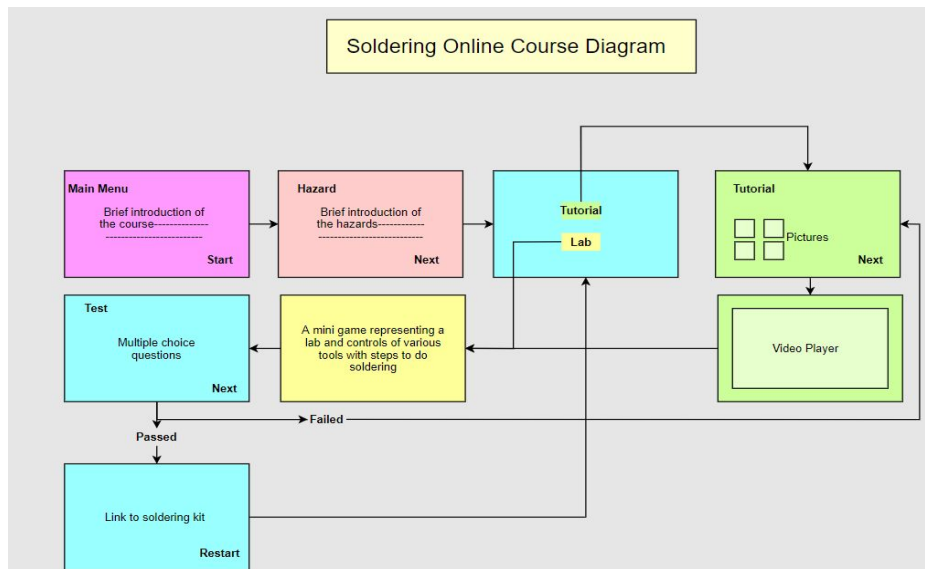 Soldering Online Course Diagram
Main Menu
Brief introduction of
the course--------------
-------------------------
Start
Hazard
Brief introduction of
the hazards------------
---------------------------
Next
Tutorial
Lab
Tutorial
Pictures
Next
Test
Multiple choice
questions
Next
A mini game representing a
lab and controls of various
tools with steps to do
soldering
Video Player
Failed
Passed
Link to soldering kit
Restart